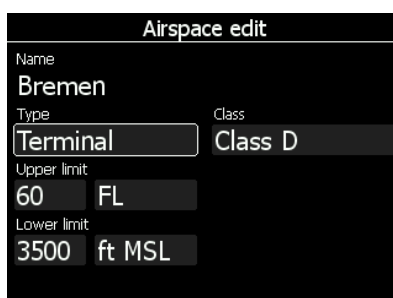 Airspace edit
Name
Bremen
Type Class
Terminal Class D
Upper limit
60 FL
Lower limit
3500 ft MSL